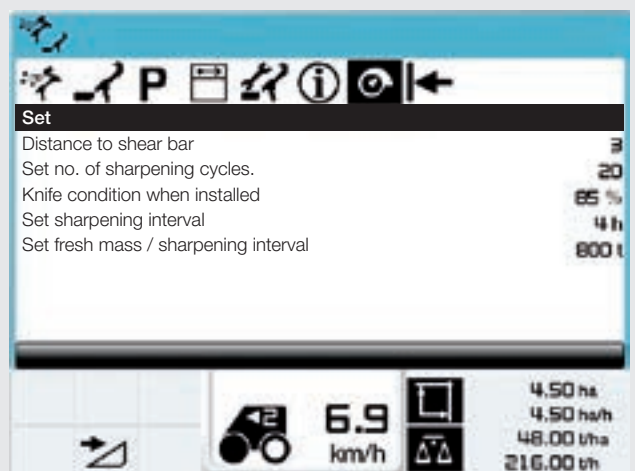 P
Set
Distance to shear bar 3
Set no. of sharpening cycles. 20
Knife condition when installed 85 %
Set sharpening interval 4 h
Set fresh mass / sharpening interval 800 t
2
6.9
km/h
4.50 ha
4.50 ha/h
48.00 t/ha
216.00 t/h